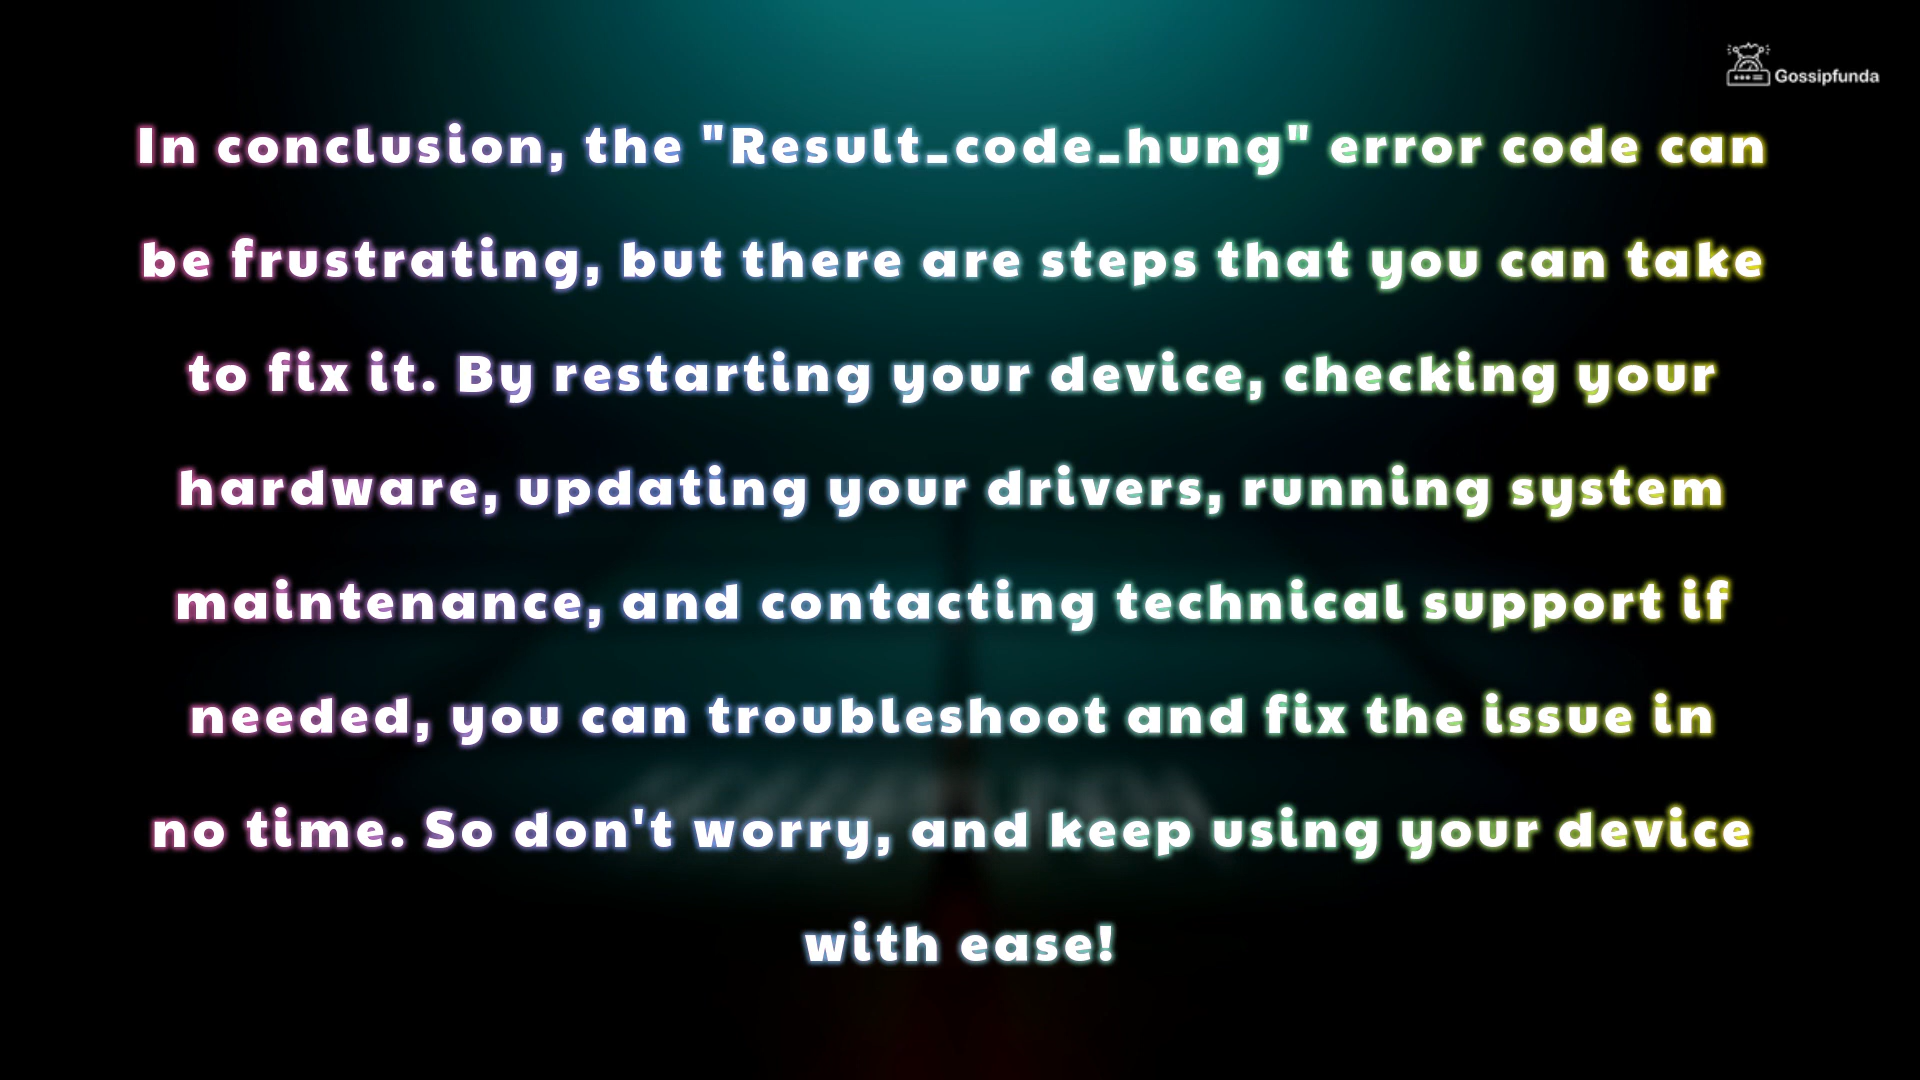 Gossipfunda
In conclusion, the "Result_code_hung" error code can
be frustrating, but there are steps that you can take
to fix it. By restarting your device, checking your
hardware, updating your drivers, running system
maintenance, and contacting technical support if
needed, you can troubleshoot and fix the issue in
no time. So don't worry, and keep using your device
with ease!